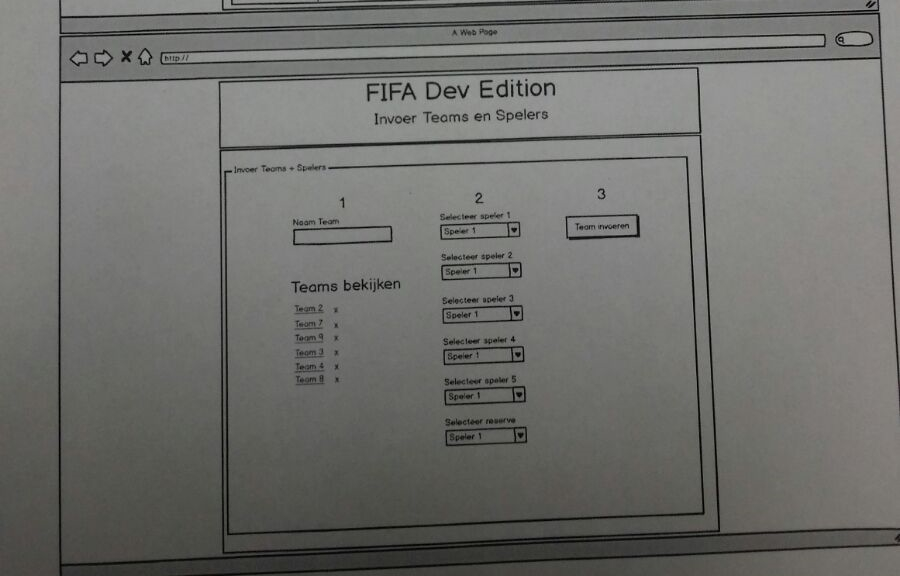 A Web Page
http://
FIFA Dev Edition
Invoer Teams en Spelers
Invoer Teams + Spelers
1
Naam Team
Teams bekijken
Team 2 x
Team 7 x
Team 9 x
Team 3 x
Team 4 x
Team 8 x
2
Selecteer speler 1
Speler 1
Selecteer speler 2
Speler 1
Selecteer speler 3
Speler 1
Selecteer speler 4
Speler 1
Selecteer speler 5
Speler 1
Selecteer reserve
Speler 1
3
Team invoeren